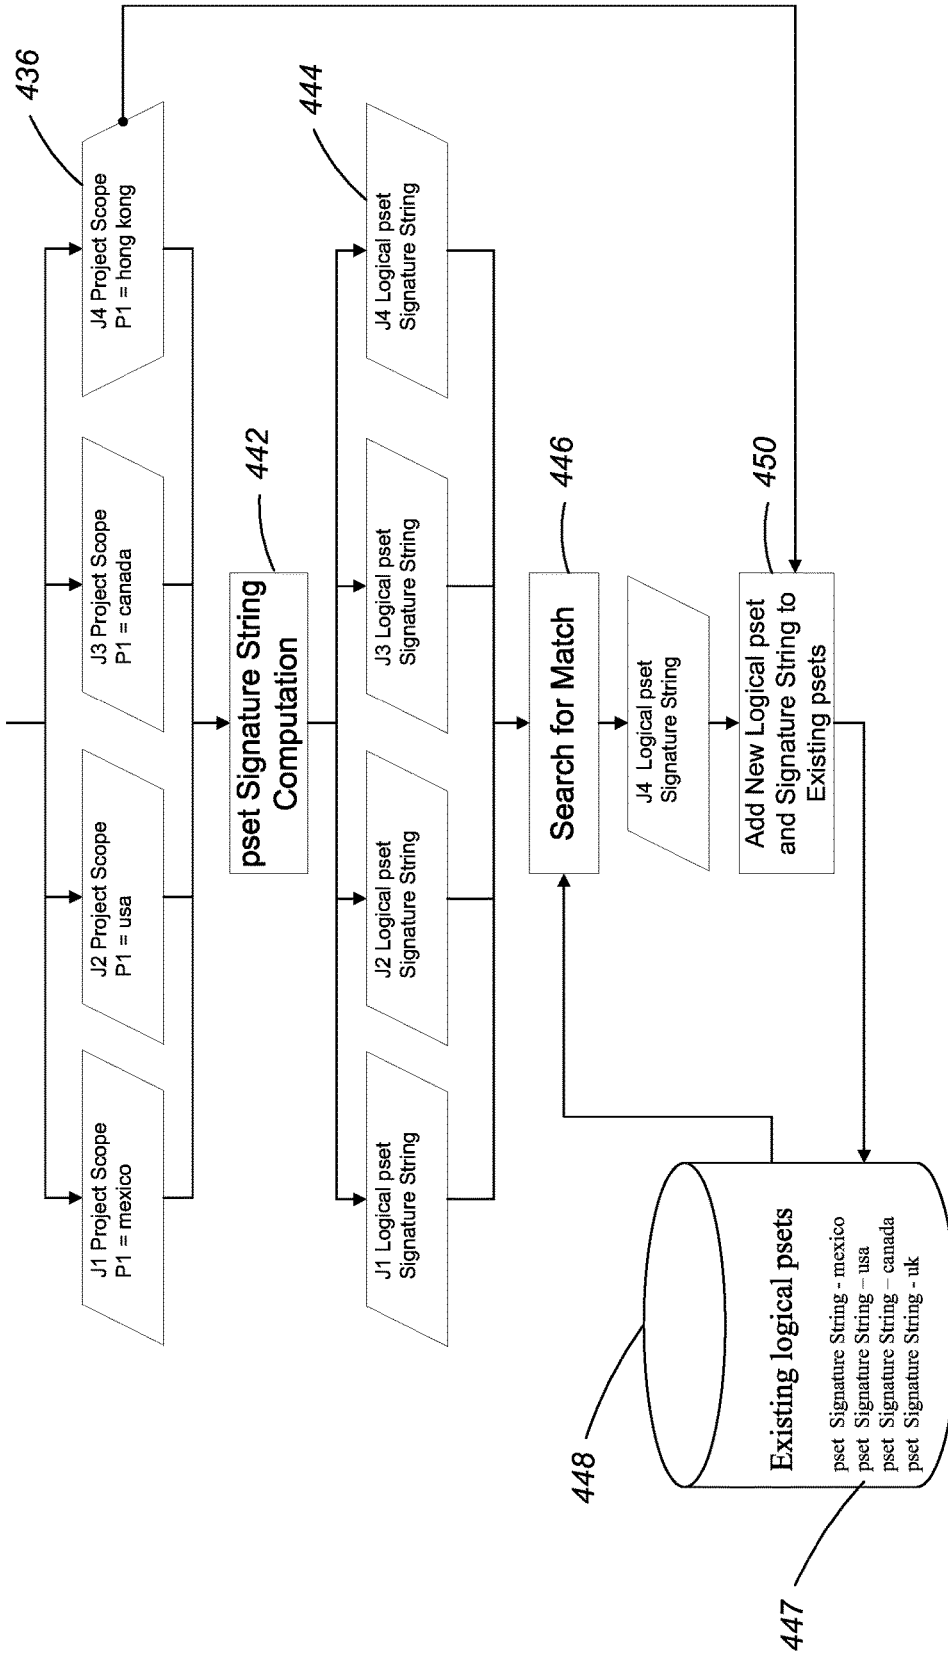 J1 Project Scope
P1 = mexico
J2 Project Scope
P1 = usa
J3 Project Scope
P1 = canada
J4 Project Scope
P1 = hong kong
436
pset Signature String
Computation
442
J1 Logical pset
Signature String
J2 Logical pset
Signature String
J3 Logical pset
Signature String
J4 Logical pset
Signature String
444
Search for Match
446
J4 Logical pset
Signature String
Add New Logical pset
and Signature String to
Existing psets
450
448
Existing logical psets
pset Signature String - mexico
pset Signature String – usa
pset Signature String – canada
pset Signature String - uk
447